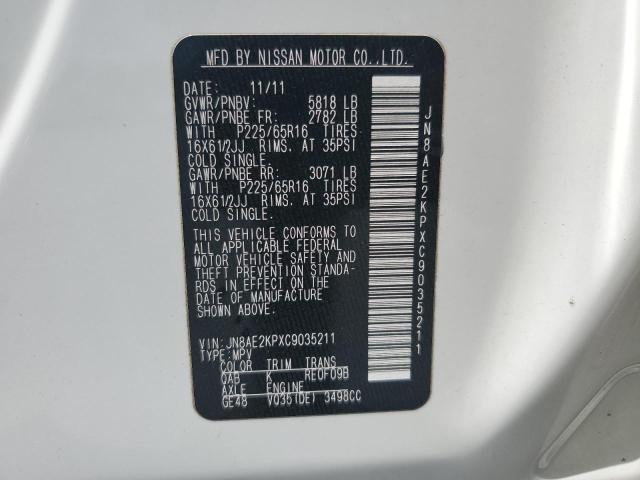 MFD BY NISSAN MOTOR CO.,LTD.
DATE: 11/11
GVWR/PNBV: 5818 LB
GAWR/PNBE FR: 2782 LB
WITH P225/65R16 TIRES
16X61/2JJ RIMS. AT 35PSI
COLD SINGLE.
GAWR/PNBE RR: 3071 LB
WITH P225/65R16 TIRES
16X61/2JJ RIMS. AT 35PSI
COLD SINGLE.
THIS VEHICLE CONFORMS TO
ALL APPLICABLE FEDERAL
MOTOR VEHICLE SAFETY AND
THEFT PREVENTION STANDA-
RDS IN EFFECT ON THE
DATE OF MANUFACTURE
SHOWN ABOVE.
VIN: JN8AE2KPXC9035211
TYPE: MPV
COLOR TRIM TRANS
QAB K RE0F09B
AXLE ENGINE
GE48 VQ35(DE) 3498CC
JN8AE2KPXC9035211